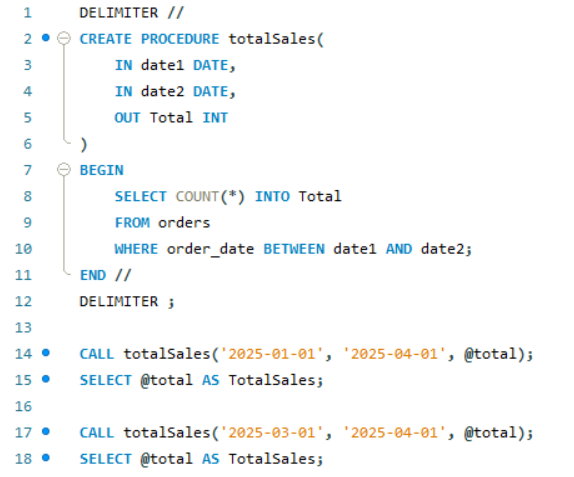 1 DELIMITER //
2 CREATE PROCEDURE totalSales(
3 IN date1 DATE,
4 IN date2 DATE,
5 OUT Total INT
6 )
7 BEGIN
8 SELECT COUNT(*) INTO Total
9 FROM orders
10 WHERE order_date BETWEEN date1 AND date2;
11 END //
12 DELIMITER ;
13
14 CALL totalSales('2025-01-01', '2025-04-01', @total);
15 SELECT @total AS TotalSales;
16
17 CALL totalSales('2025-03-01', '2025-04-01', @total);
18 SELECT @total AS TotalSales;